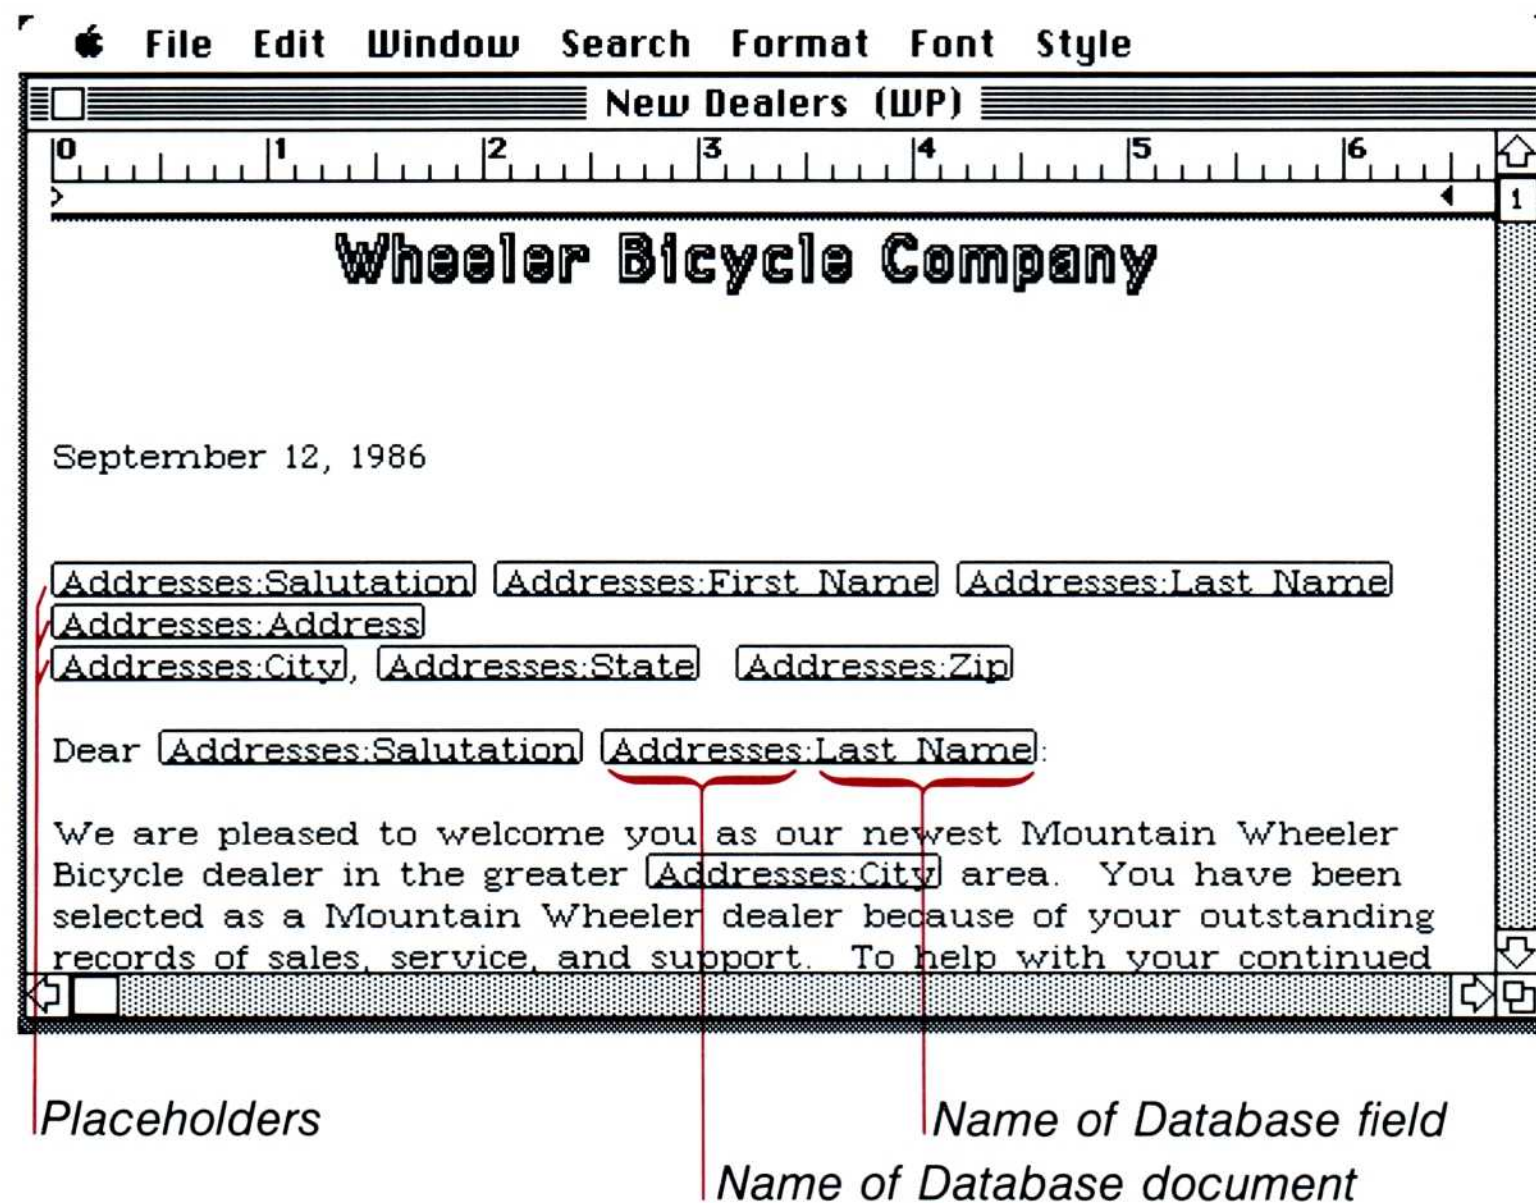 File Edit Window Search Format Font Style
New Dealers (WP)
0 1 2 3 4 5 6
1
Wheeler Bicycle Company
September 12, 1986
Addresses:Salutation Addresses:First Name Addresses:Last Name
Addresses:Address
Addresses:City, Addresses:State Addresses:Zip
Dear Addresses:Salutation Addresses:Last Name:
We are pleased to welcome you as our newest Mountain Wheeler
Bicycle dealer in the greater Addresses:City area. You have been
selected as a Mountain Wheeler dealer because of your outstanding
records of sales, service, and support. To help with your continued
Placeholders
Name of Database field
Name of Database document